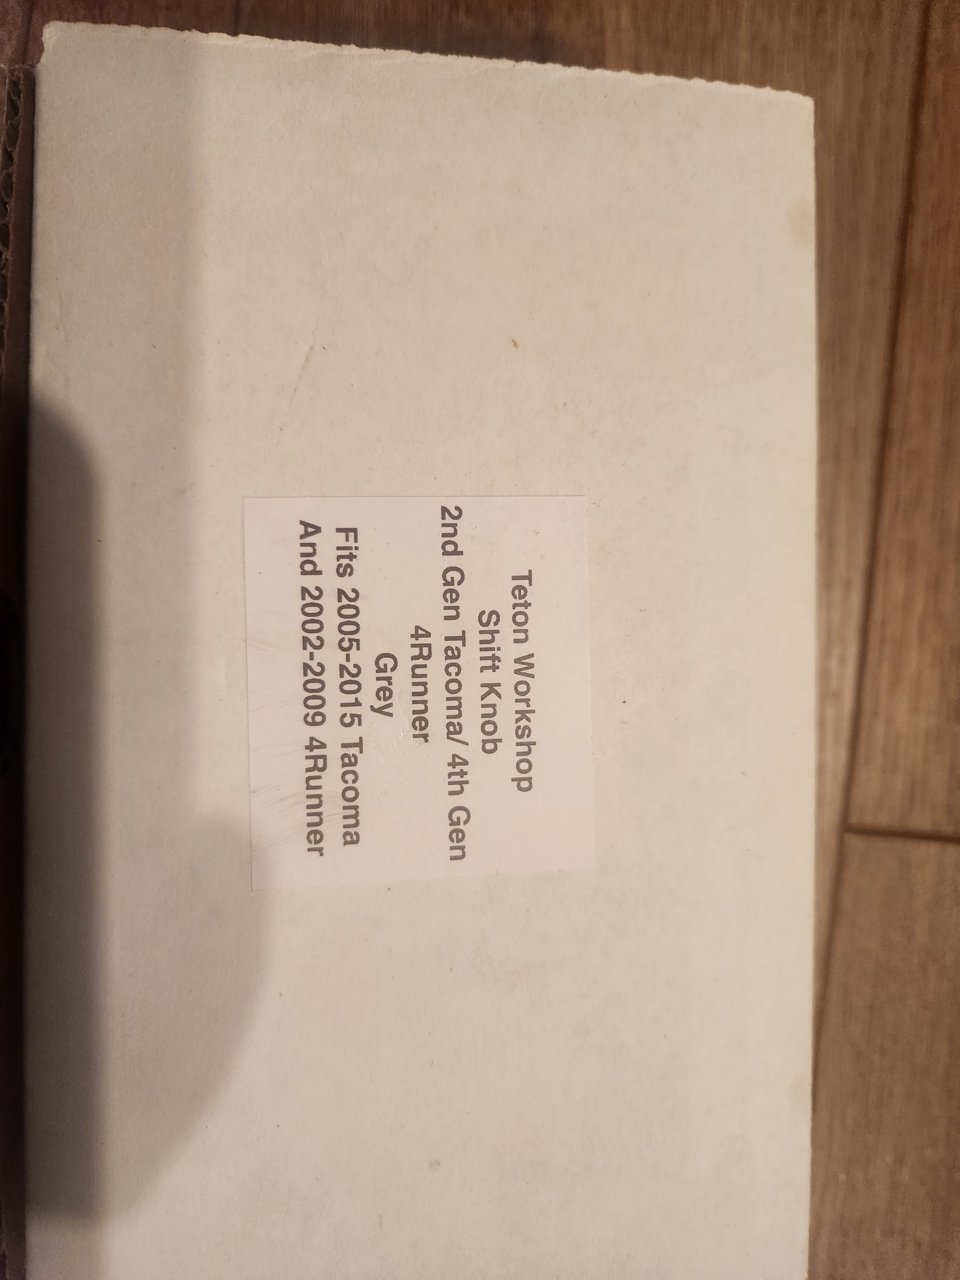 Teton Workshop
Shift Knob
2nd Gen Tacoma/ 4th Gen
4Runner
Grey
Fits 2005-2015 Tacoma
And 2002-2009 4Runner